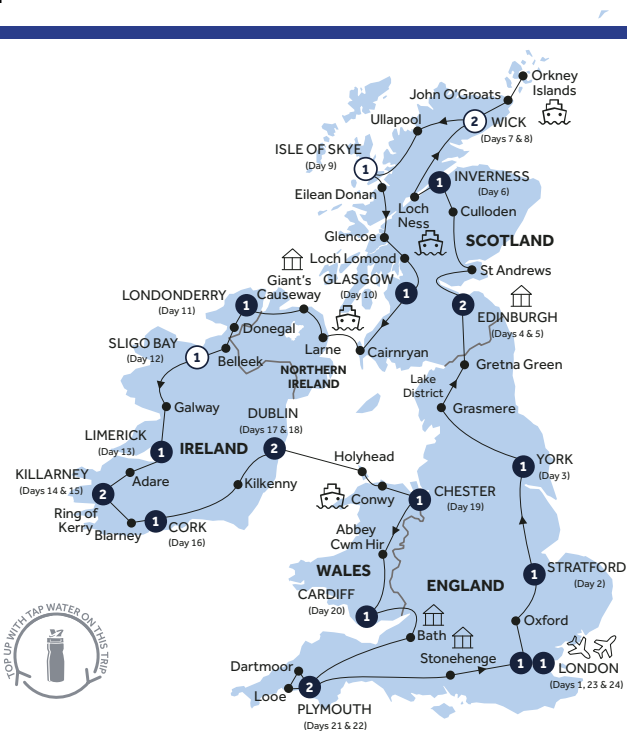 Orkney
Islands
John O'Groats
Ullapool
2
WICK
(Days 7 & 8)
ISLE OF SKYE
(Day 9)
1
Eilean Donan
1
INVERNESS
(Day 6)
Loch
Ness
Culloden
Glencoe
SCOTLAND
Loch Lomond
St Andrews
GLASGOW
(Day 10)
1
Giant's
Causeway
LONDONDERRY
(Day 11)
1
2
EDINBURGH
(Days 4 & 5)
Donegal
SLIGO BAY
(Day 12)
1
Belleek
Larne
Cairnryan
NORTHERN
IRELAND
Gretna Green
Lake
District
Grasmere
Galway
DUBLIN
(Days 17 & 18)
2
LIMERICK
(Day 13)
1
IRELAND
Holyhead
1
YORK
(Day 3)
KILLARNEY
(Days 14 & 15)
2
Adare
Kilkenny
Conwy
1
CHESTER
(Day 19)
Ring of
Kerry
Blarney
1
CORK
(Day 16)
Abbey
Cwm Hir
WALES
ENGLAND
1
STRATFORD
(Day 2)
CARDIFF
(Day 20)
1
Oxford
Bath
Stonehenge
1
1
LONDON
(Days 1, 23 & 24)
Dartmoor
Looe
2
PLYMOUTH
(Days 21 & 22)
TOP UP WITH TAP WATER ON THIS TRIP